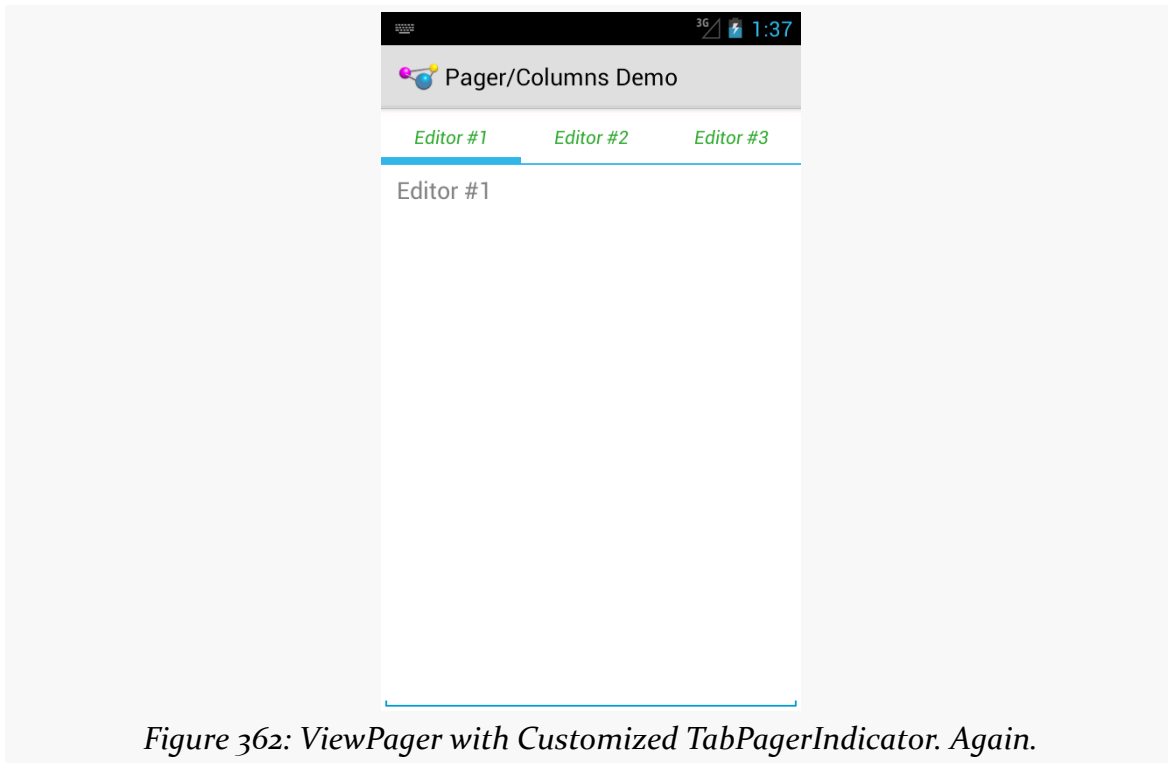 3G 1:37
Pager/Columns Demo
Editor #1 Editor #2 Editor #3
Editor #1
Figure 362: ViewPager with Customized TabPagerIndicator. Again.